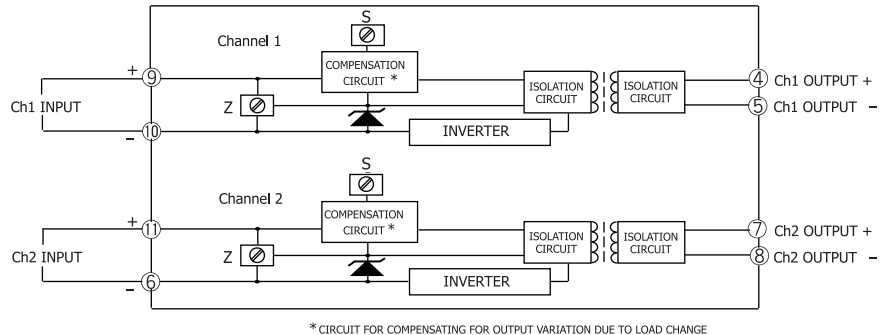 S
Channel 1
COMPENSATION
CIRCUIT *
+ ⑨
④ Ch1 OUTPUT +
ISOLATION
CIRCUIT
ISOLATION
CIRCUIT
Ch1 INPUT
Z
⑤ Ch1 OUTPUT −
− ⑩
INVERTER
S
Channel 2
COMPENSATION
CIRCUIT *
+ ⑪
⑦ Ch2 OUTPUT +
ISOLATION
CIRCUIT
ISOLATION
CIRCUIT
Ch2 INPUT
Z
⑧ Ch2 OUTPUT −
− ⑥
INVERTER
* CIRCUIT FOR COMPENSATING FOR OUTPUT VARIATION DUE TO LOAD CHANGE